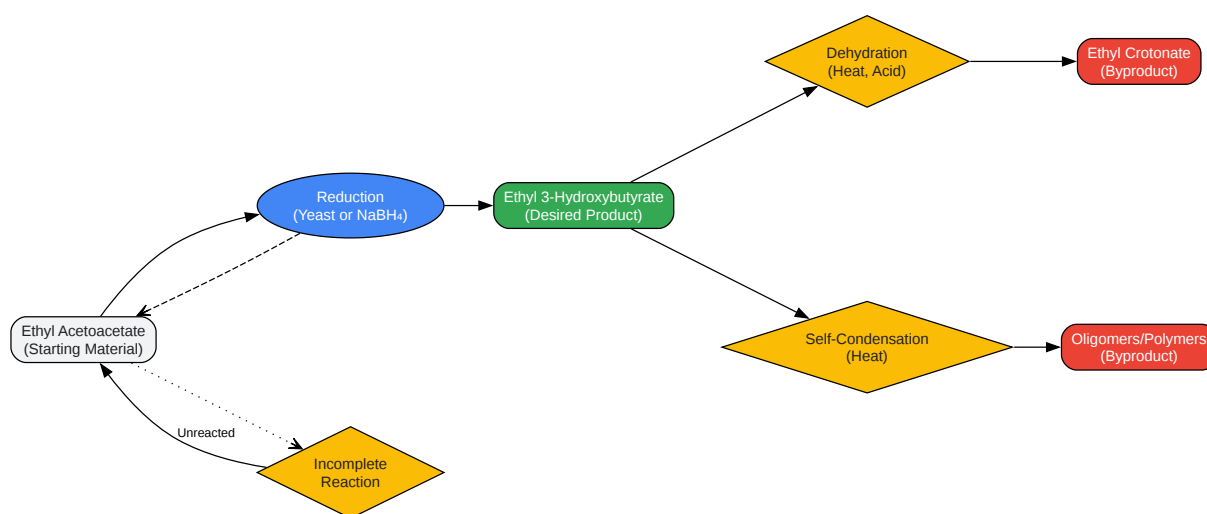 Dehydration
(Heat, Acid)
Ethyl Crotonate
(Byproduct)
Reduction
(Yeast or NaBH₄)
Ethyl 3-Hydroxybutyrate
(Desired Product)
Ethyl Acetoacetate
(Starting Material)
Self-Condensation
(Heat)
Oligomers/Polymers
(Byproduct)
Unreacted
Incomplete
Reaction